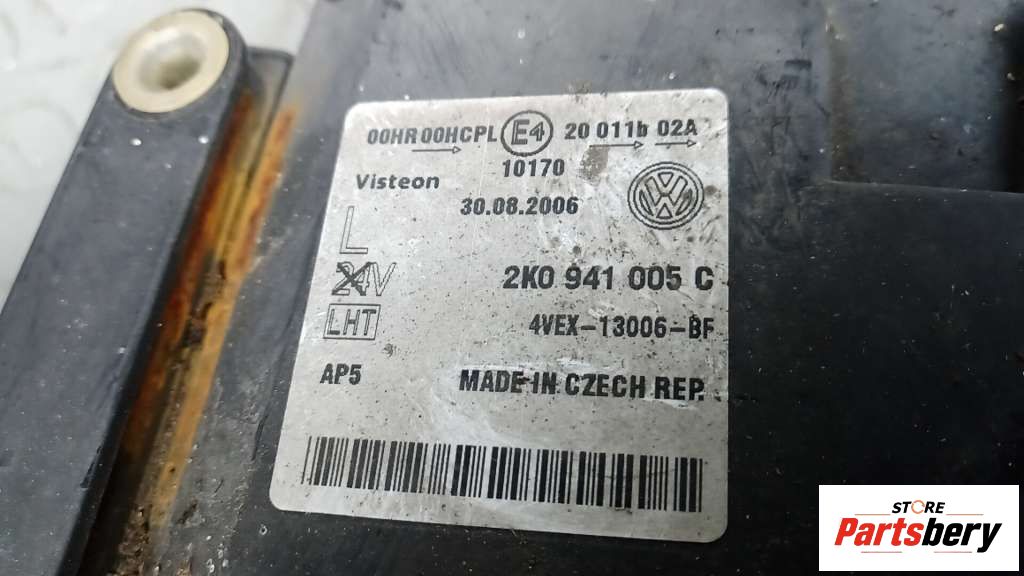 00HR 00HCPL E4 20 011b 02A
10170
Visteon
30.08.2006
L
24V
2K0 941 005 C
LHT
4VEX-13006-BF
AP5
MADE IN CZECH REP.
STORE
Partsbery